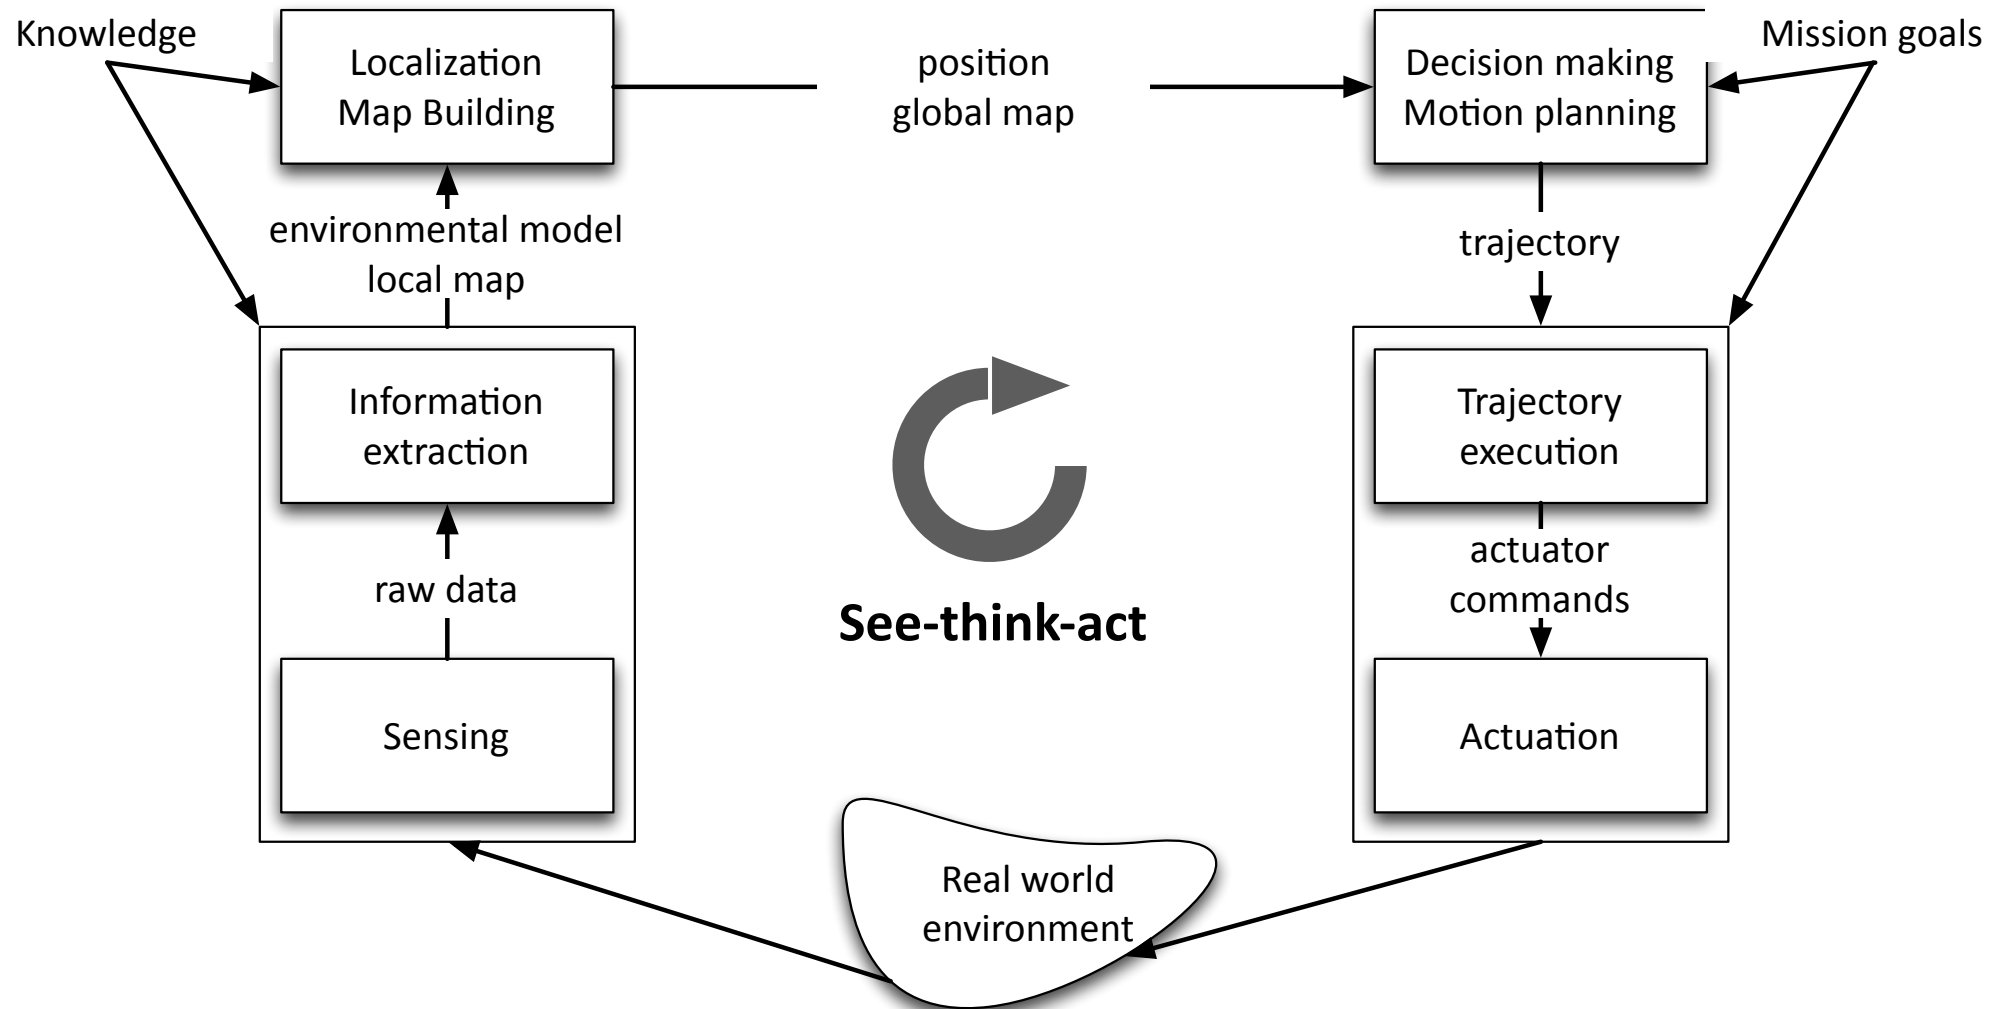 Knowledge
Localization
Map Building
position
global map
Decision making
Motion planning
Mission goals
environmental model
local map
trajectory
Information
extraction
Trajectory
execution
raw data
actuator
commands
See-think-act
Sensing
Actuation
Real world
environment